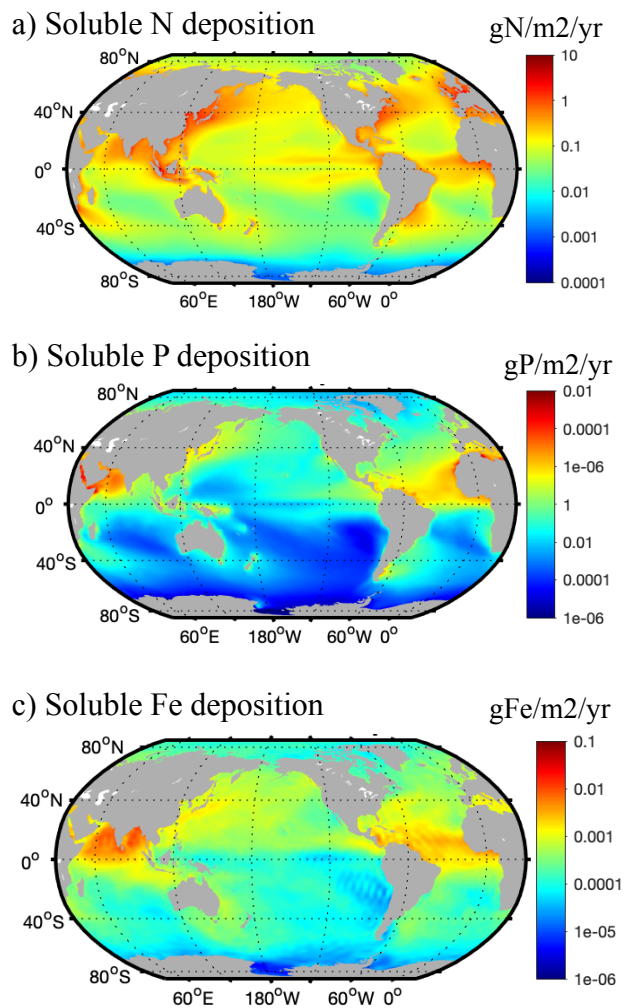 a) Soluble N deposition
gN/m2/yr
80°N
40°N
0°
40°S
80°S
60°E 180°W 60°W 0°
10
1
0.1
0.01
0.001
0.0001
b) Soluble P deposition
gP/m2/yr
80°N
40°N
0°
40°S
80°S
60°E 180°W 60°W 0°
0.01
0.0001
1e-06
1
0.01
0.0001
1e-06
c) Soluble Fe deposition
gFe/m2/yr
80°N
40°N
0°
40°S
80°S
60°E 180°W 60°W 0°
0.1
0.01
0.001
0.0001
1e-05
1e-06